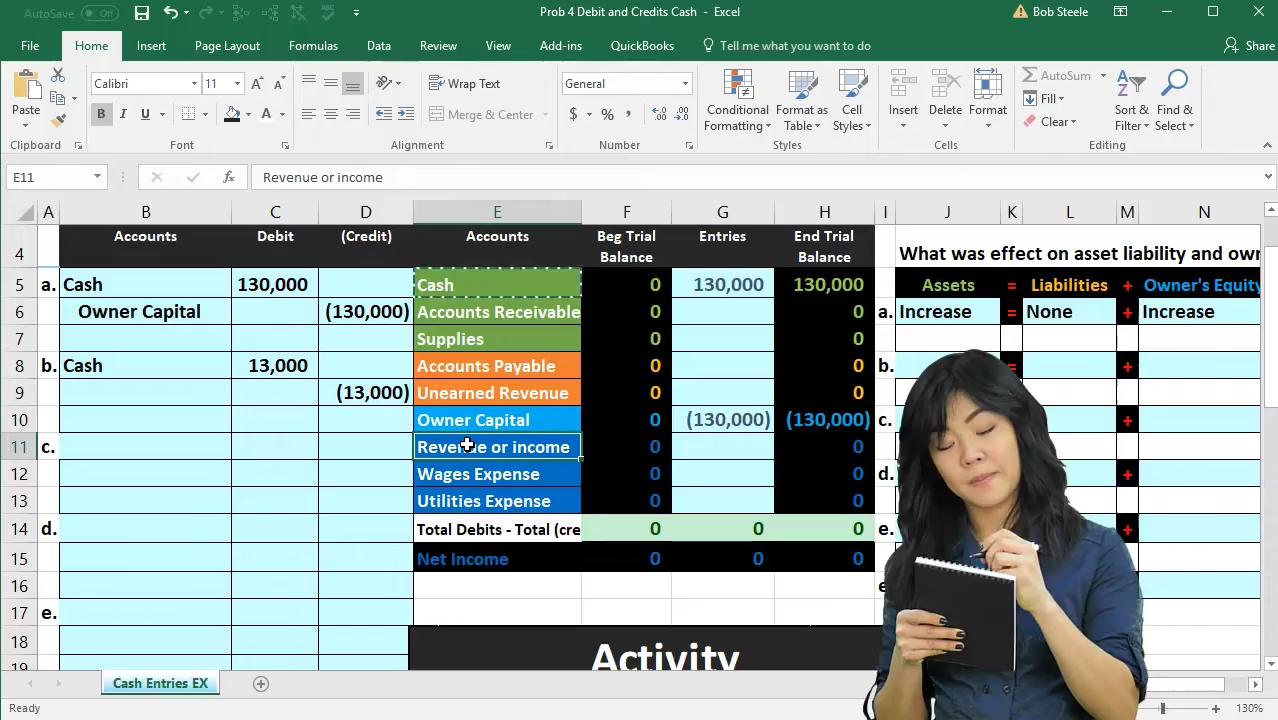 AutoSave Off Prob 4 Debit and Credits Cash - Excel Bob Steele
File Home Insert Page Layout Formulas Data Review View Add-ins QuickBooks Tell me what you want to do Share
Paste Calibri 11 A A Wrap Text General Conditional Formatting Format as Table Cell Styles Insert Delete Format AutoSum Sort & Filter Find & Select
B I U A Merge & Center $ % , Fill Clear
Clipboard Font Alignment Number Styles Cells Editing
E11 fx Revenue or income
A B C D E F G H I J K L M N
4 Accounts Debit (Credit) Accounts Beg Trial Balance Entries End Trial Balance What was effect on asset liability and owr
5 a. Cash 130,000 Cash 0 130,000 130,000 Assets = Liabilities + Owner's Equity
6 Owner Capital (130,000) Accounts Receivable 0 0 a. Increase = None + Increase
7 Supplies 0 0
8 b. Cash 13,000 Accounts Payable 0 0 b. = +
9 (13,000) Unearned Revenue 0 0
10 Owner Capital 0 (130,000) (130,000) c. +
11 c. Revenue or income 0 0
12 Wages Expense 0 0 d. +
13 Utilities Expense 0 0
14 d. Total Debits - Total (cre 0 0 0 e. +
15 Net Income 0 0 0
16 e
17 e.
18 Activity
19
Cash Entries EX
Ready 130%